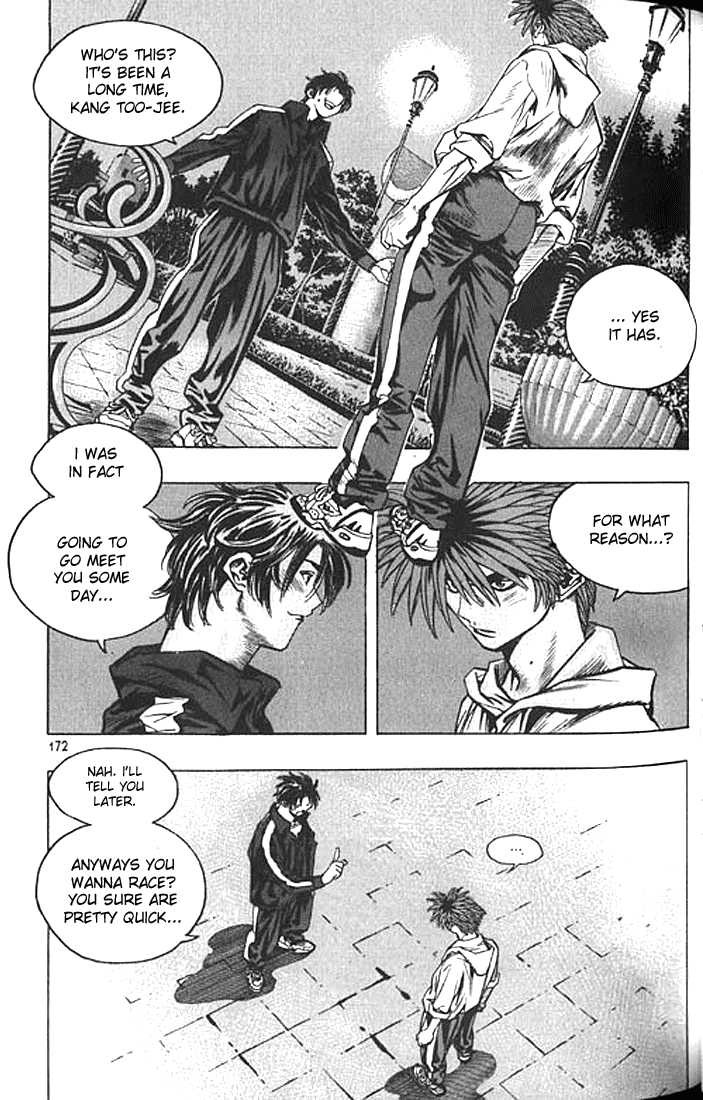 WHO'S THIS?
IT'S BEEN A
LONG TIME,
KANG TOO-JEE.
... YES
IT HAS.
I WAS
IN FACT
GOING TO
GO MEET
YOU SOME
DAY...
FOR WHAT
REASON...?
172
NAH. I'LL
TELL YOU
LATER.
ANYWAYS YOU
WANNA RACE?
YOU SURE ARE
PRETTY QUICK...
...